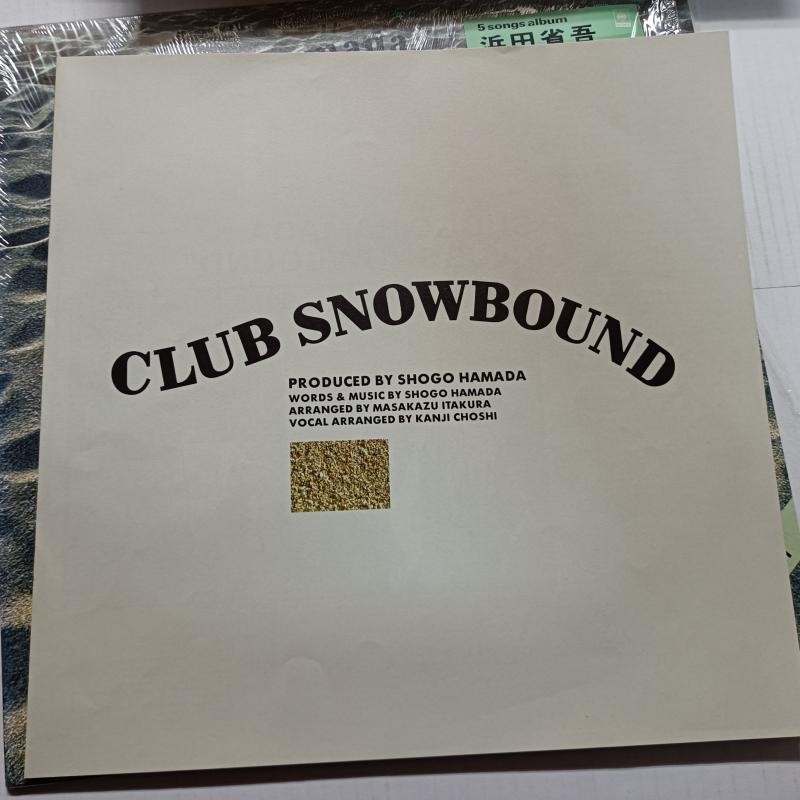 5 songs album
浜田省吾
CLUB SNOWBOUND
PRODUCED BY SHOGO HAMADA
WORDS & MUSIC BY SHOGO HAMADA
ARRANGED BY MASAKAZU ITAKURA
VOCAL ARRANGED BY KANJI CHOSHI